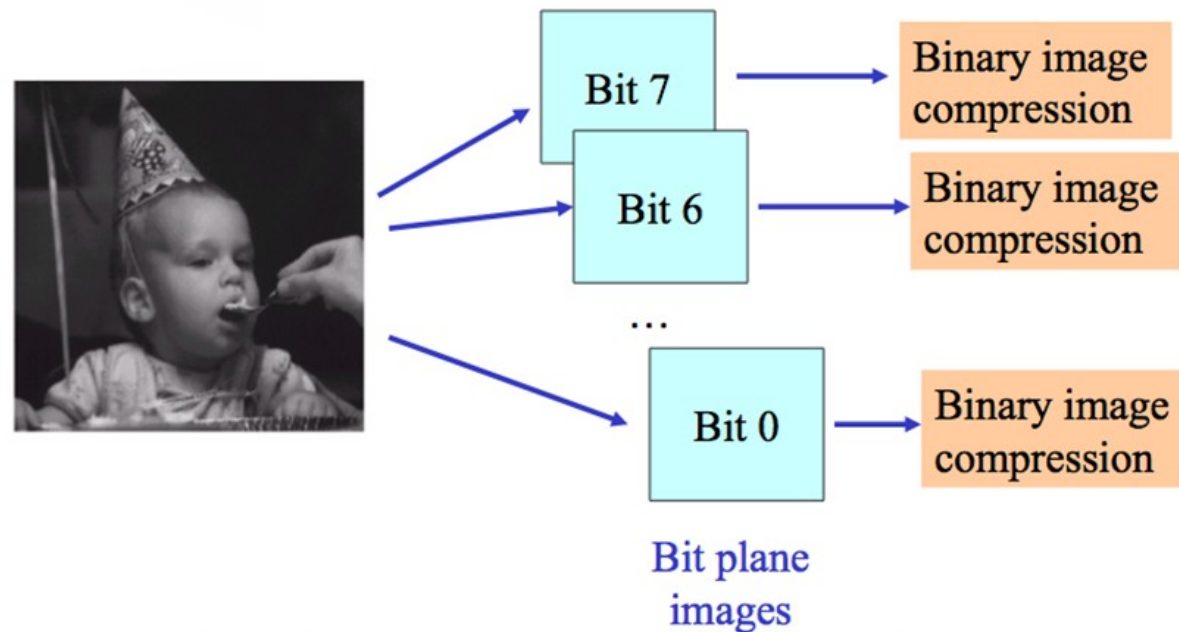 Bit 7
Binary image
compression
Bit 6
Binary image
compression
...
Bit 0
Binary image
compression
Bit plane
images